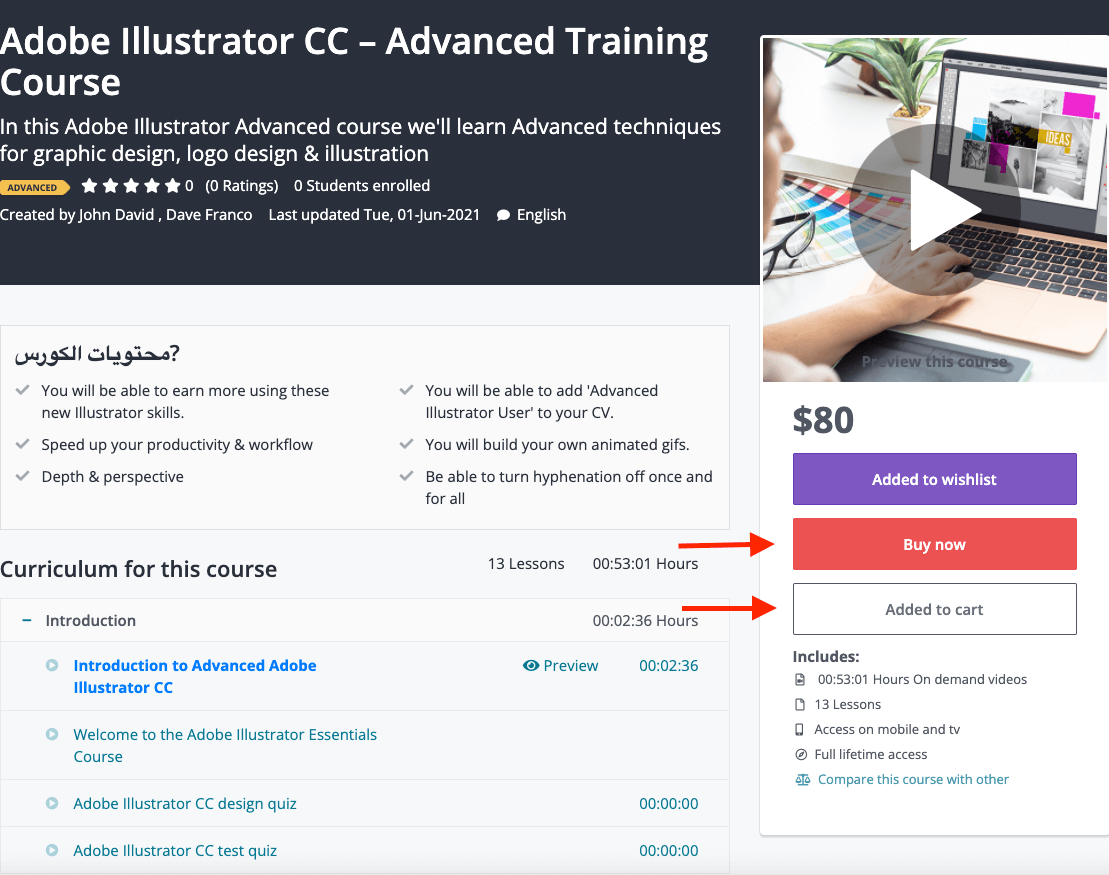 Adobe Illustrator CC – Advanced Training
Course
In this Adobe Illustrator Advanced course we'll learn Advanced techniques
for graphic design, logo design & illustration
ADVANCED 0 (0 Ratings) 0 Students enrolled
Created by John David , Dave Franco Last updated Tue, 01-Jun-2021 English
محتويات الكورس?
You will be able to earn more using these
new Illustrator skills.
Speed up your productivity & workflow
Depth & perspective
You will be able to add 'Advanced
Illustrator User' to your CV.
You will build your own animated gifs.
Be able to turn hyphenation off once and
for all
Curriculum for this course 13 Lessons 00:53:01 Hours
Introduction 00:02:36 Hours
Introduction to Advanced Adobe
Illustrator CC
Preview 00:02:36
Welcome to the Adobe Illustrator Essentials
Course
Adobe Illustrator CC design quiz 00:00:00
Adobe Illustrator CC test quiz 00:00:00
IDEAS
Preview this course
$80
Added to wishlist
Buy now
Added to cart
Includes:
00:53:01 Hours On demand videos
13 Lessons
Access on mobile and tv
Full lifetime access
Compare this course with other